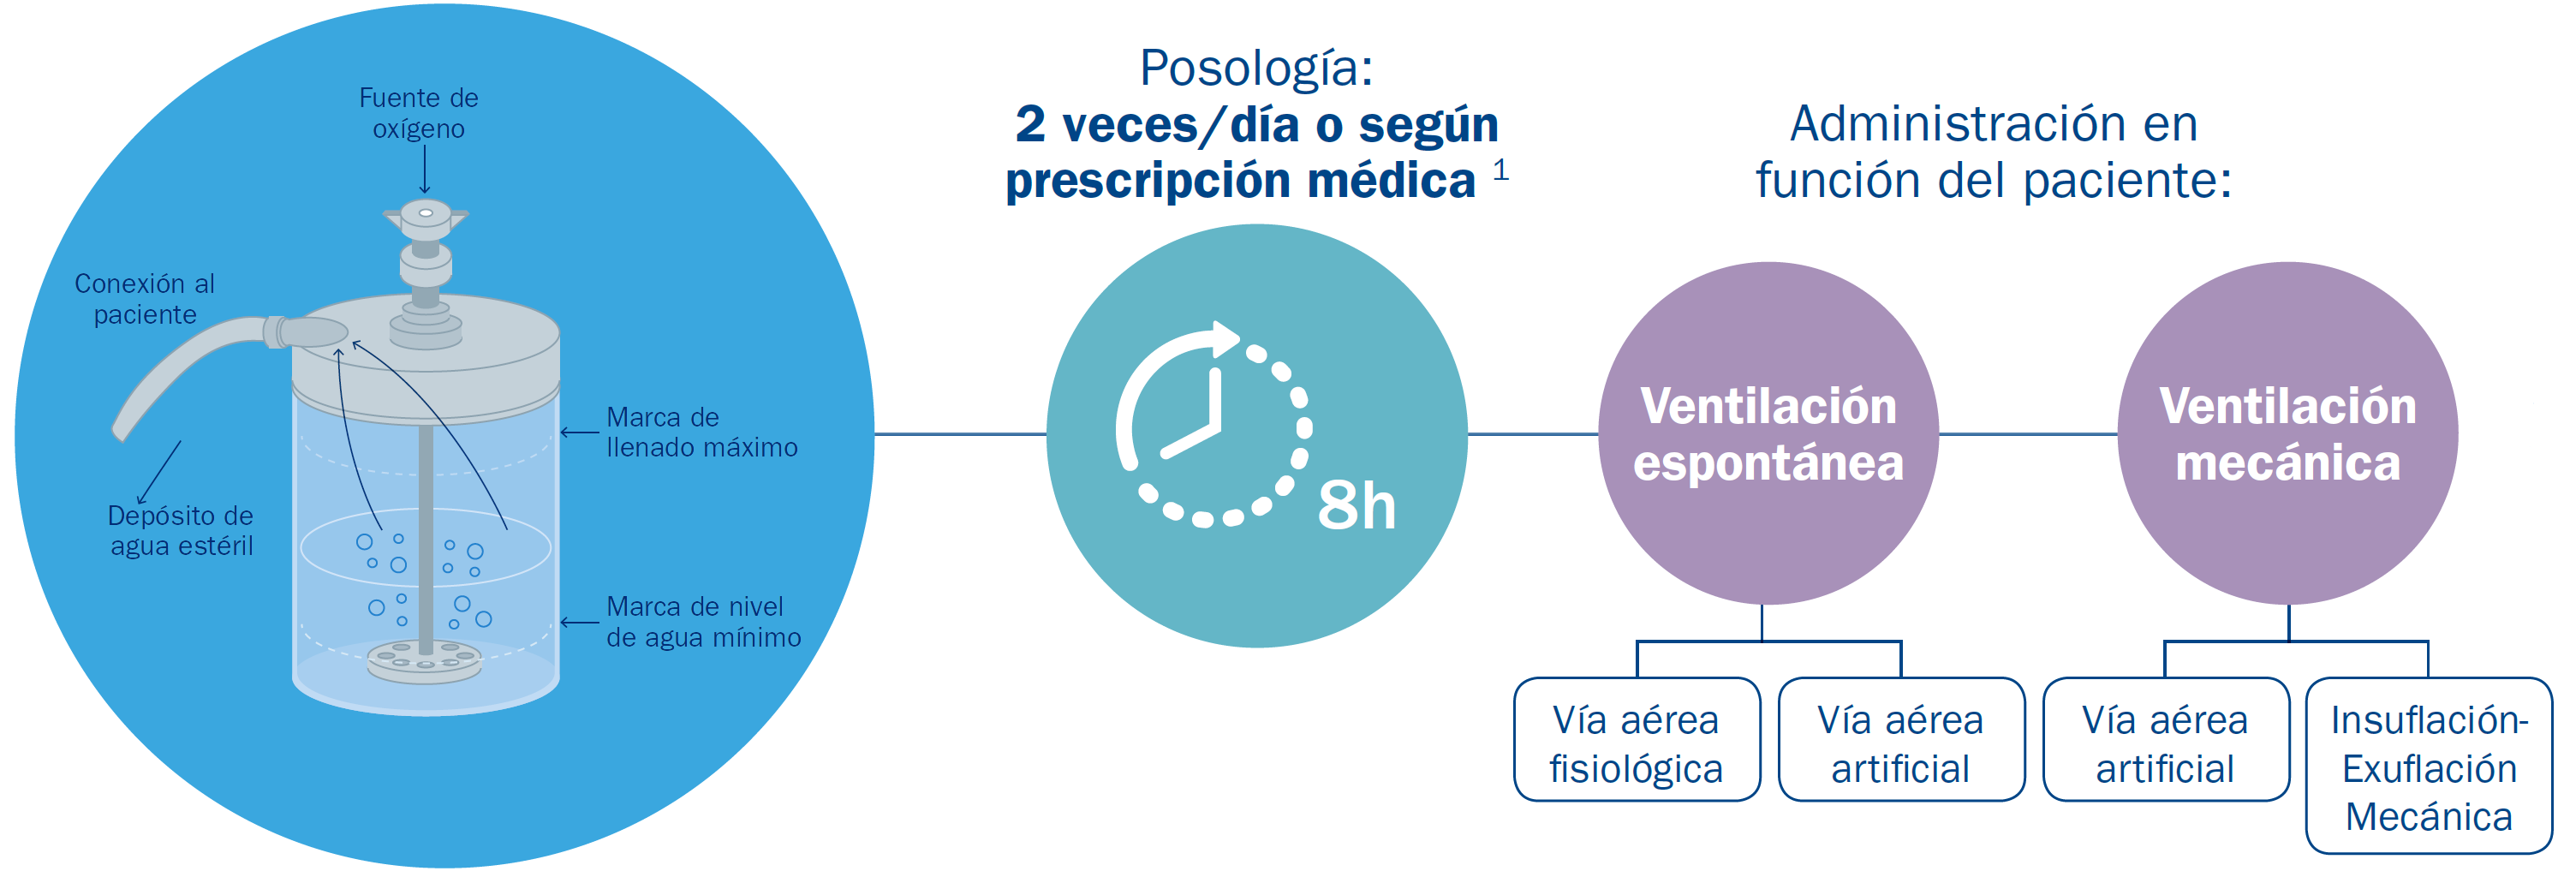 Fuente de
oxígeno
Conexión al
paciente
Depósito de
agua estéril
Marca de
llenado máximo
Marca de nivel
de agua mínimo
Posología:
2 veces/día o según
prescripción médica 1
8h
Administración en
función del paciente:
Ventilación
espontánea
Ventilación
mecánica
Vía aérea
fisiológica
Vía aérea
artificial
Vía aérea
artificial
Insuflación-
Exuflación
Mecánica